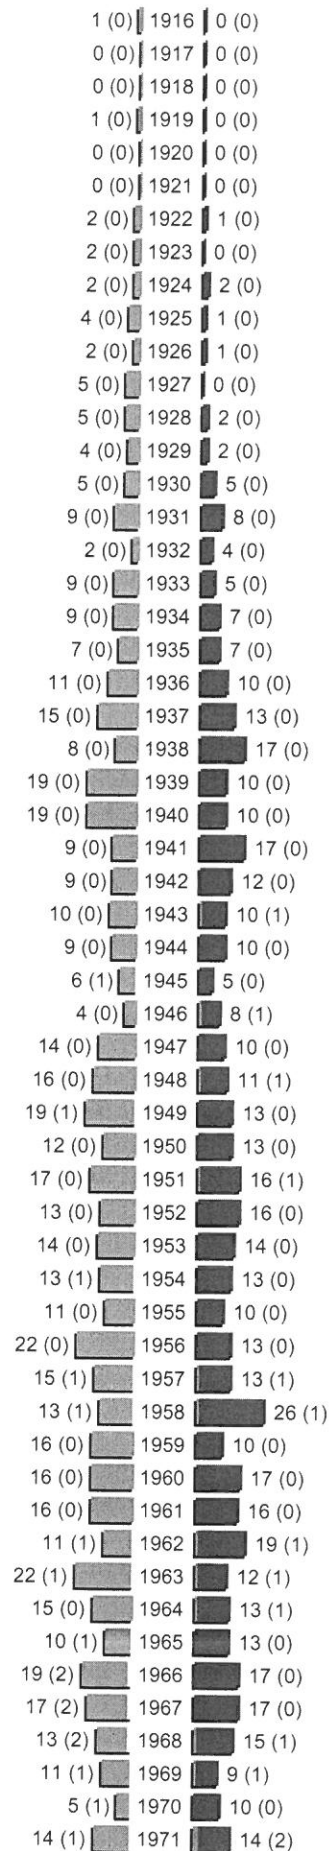 1 (0) 1916 0 (0)
0 (0) 1917 0 (0)
0 (0) 1918 0 (0)
1 (0) 1919 0 (0)
0 (0) 1920 0 (0)
0 (0) 1921 0 (0)
2 (0) 1922 1 (0)
2 (0) 1923 0 (0)
2 (0) 1924 2 (0)
4 (0) 1925 1 (0)
2 (0) 1926 1 (0)
5 (0) 1927 0 (0)
5 (0) 1928 2 (0)
4 (0) 1929 2 (0)
5 (0) 1930 5 (0)
9 (0) 1931 8 (0)
2 (0) 1932 4 (0)
9 (0) 1933 5 (0)
9 (0) 1934 7 (0)
7 (0) 1935 7 (0)
11 (0) 1936 10 (0)
15 (0) 1937 13 (0)
8 (0) 1938 17 (0)
19 (0) 1939 10 (0)
19 (0) 1940 10 (0)
9 (0) 1941 17 (0)
9 (0) 1942 12 (0)
10 (0) 1943 10 (1)
9 (0) 1944 10 (0)
6 (1) 1945 5 (0)
4 (0) 1946 8 (1)
14 (0) 1947 10 (0)
16 (0) 1948 11 (1)
19 (1) 1949 13 (0)
12 (0) 1950 13 (0)
17 (0) 1951 16 (1)
13 (0) 1952 16 (0)
14 (0) 1953 14 (0)
13 (1) 1954 13 (0)
11 (0) 1955 10 (0)
22 (0) 1956 13 (0)
15 (1) 1957 13 (1)
13 (1) 1958 26 (1)
16 (0) 1959 10 (0)
16 (0) 1960 17 (0)
16 (0) 1961 16 (0)
11 (1) 1962 19 (1)
22 (1) 1963 12 (1)
15 (0) 1964 13 (1)
10 (1) 1965 13 (0)
19 (2) 1966 17 (0)
17 (2) 1967 17 (0)
13 (2) 1968 15 (1)
11 (1) 1969 9 (1)
5 (1) 1970 10 (0)
14 (1) 1971 14 (2)